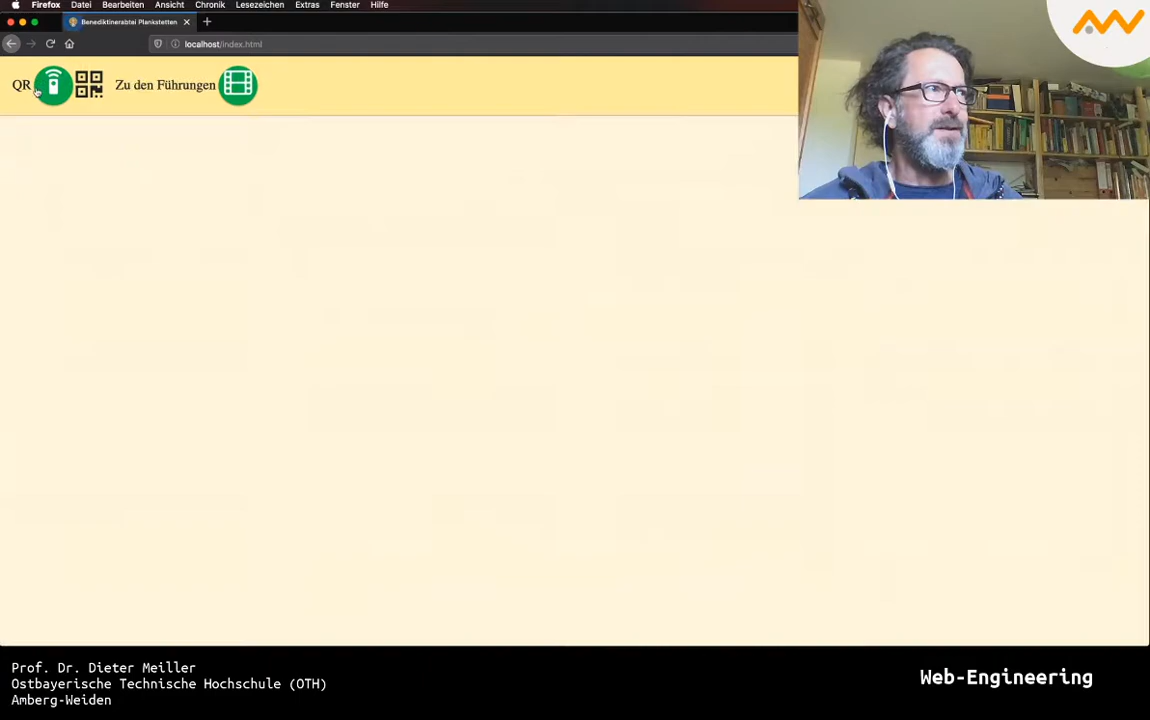 Firefox Datei Bearbeiten Ansicht Chronik Lesezeichen Extras Fenster Hilfe
Benediktinerabtei Plankstetten
localhost/index.html
QR Zu den Führungen
Prof. Dr. Dieter Meiller
Ostbayerische Technische Hochschule (OTH)
Amberg-Weiden
Web-Engineering